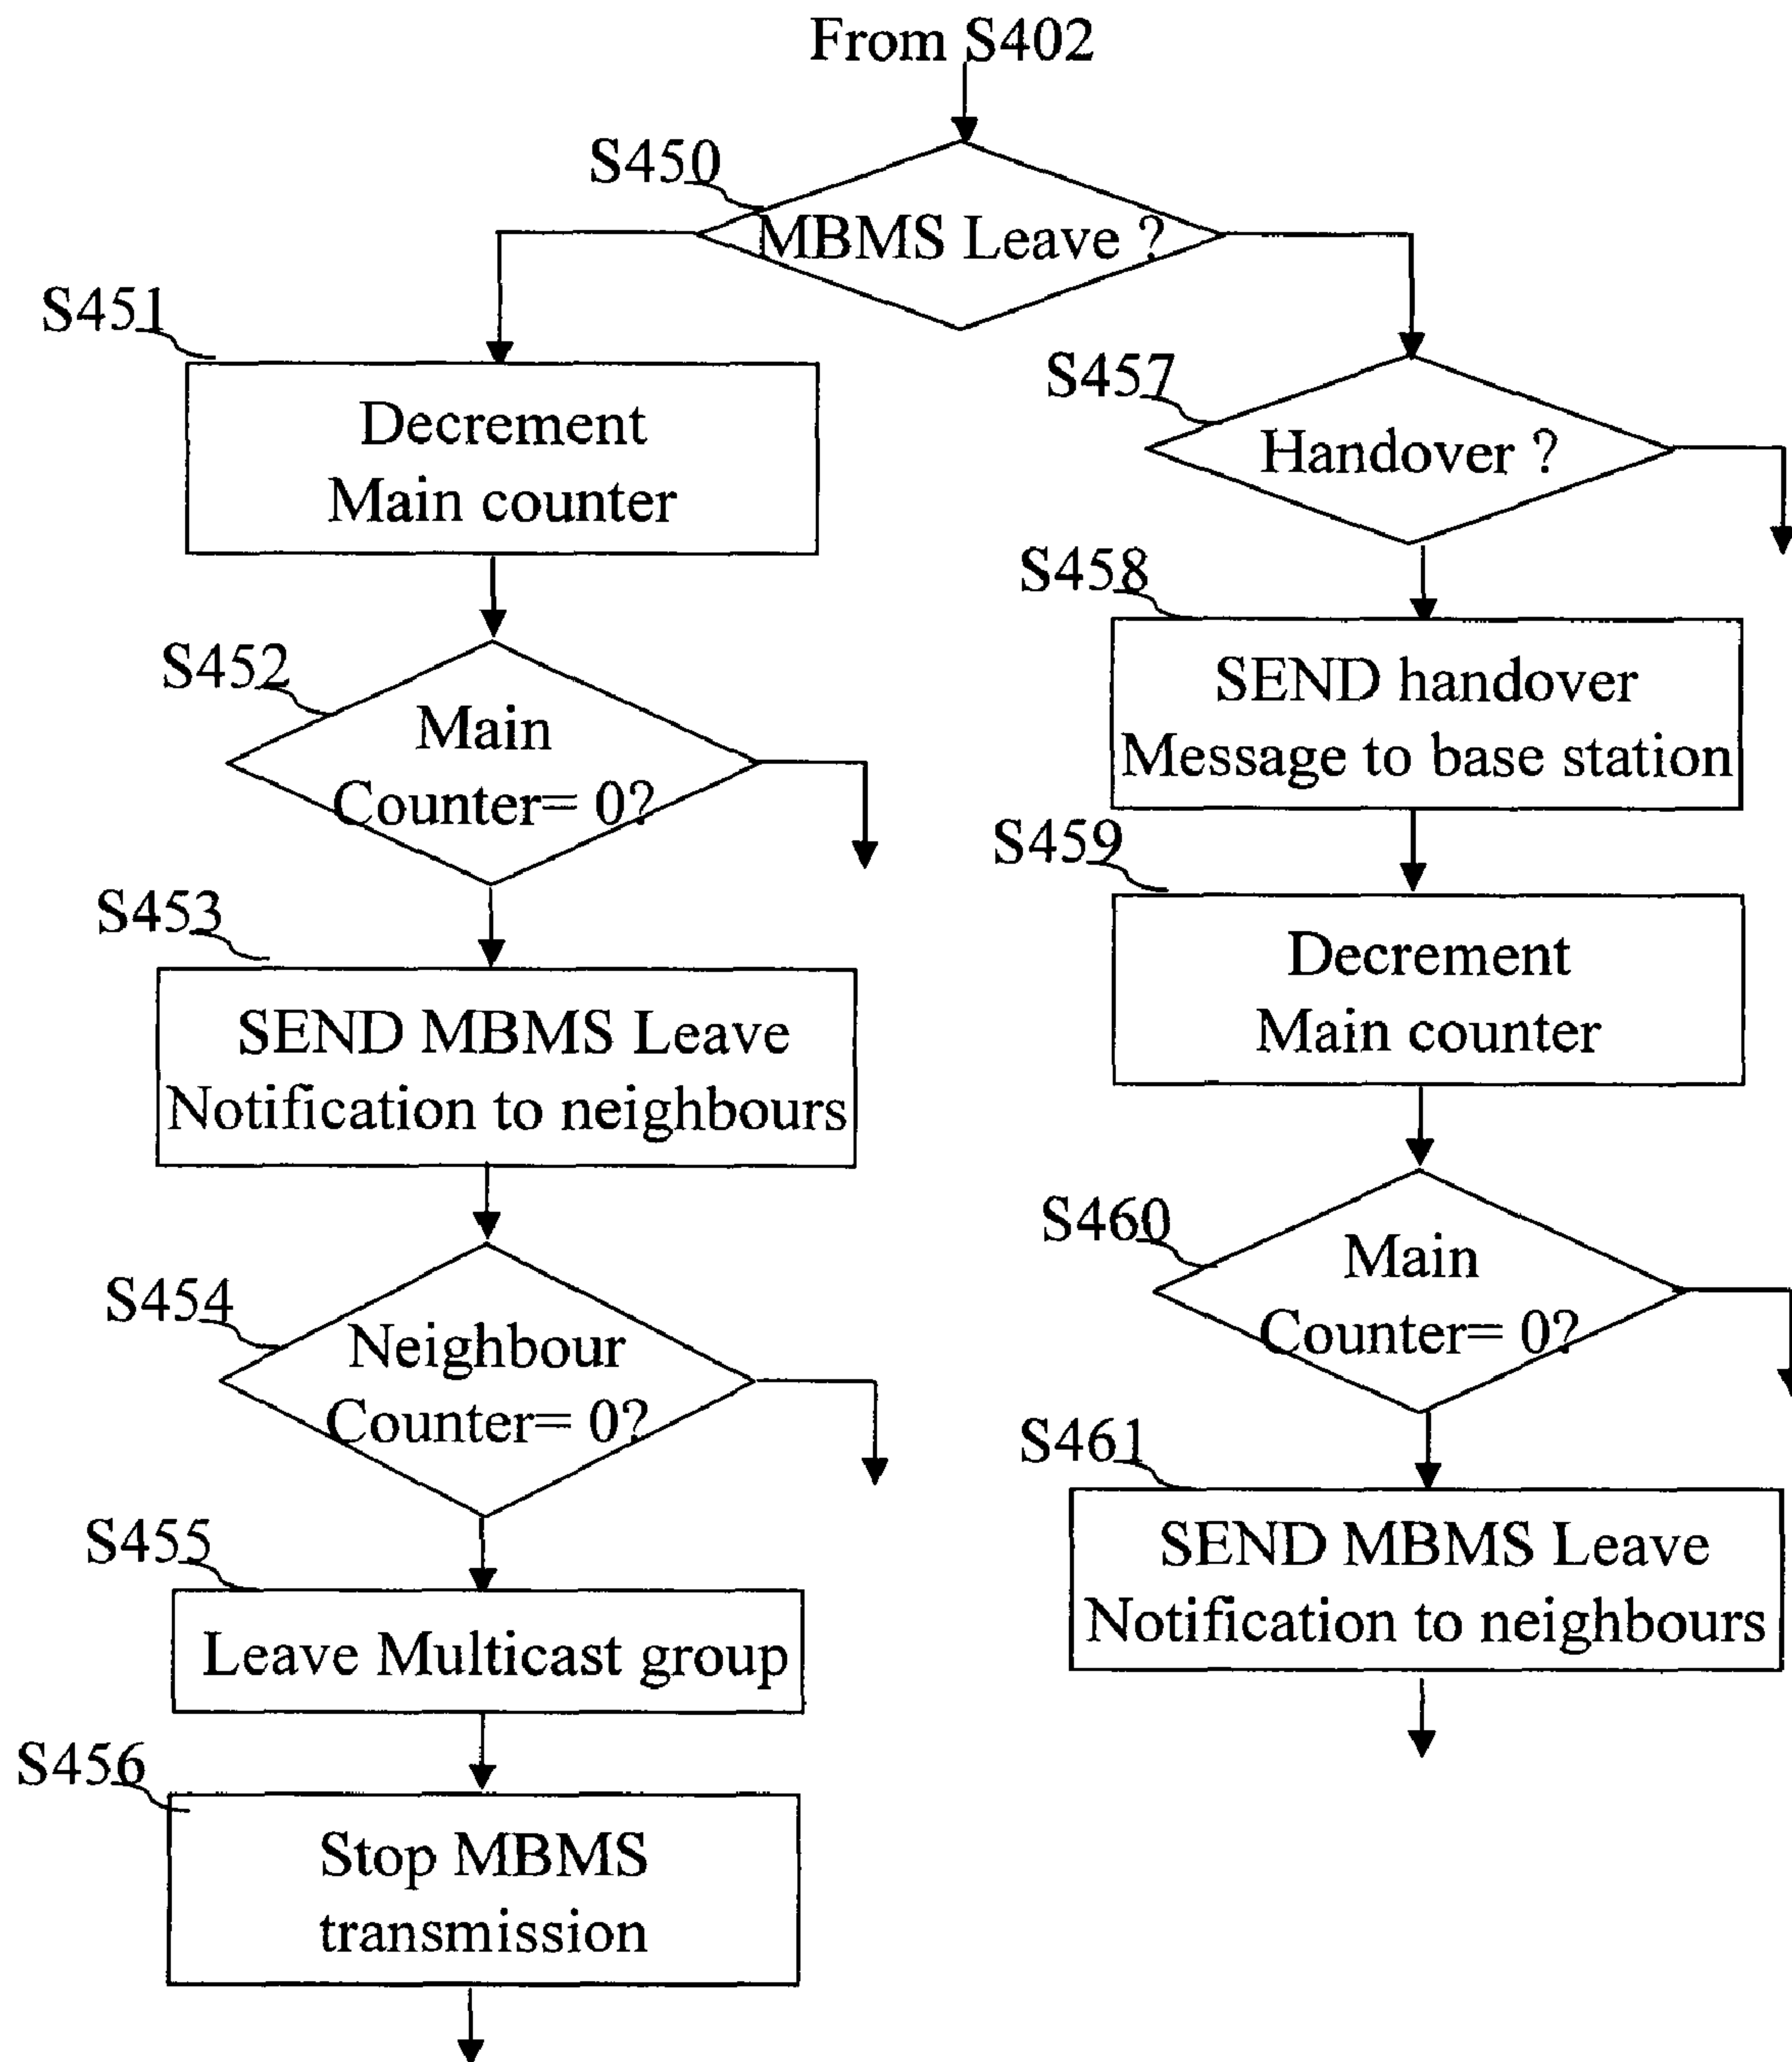 From S402
S450
MBMS Leave ?
S451
Decrement
Main counter
S452
Main
Counter= 0?
S453
SEND MBMS Leave
Notification to neighbours
S454
Neighbour
Counter= 0?
S455
Leave Multicast group
S456
Stop MBMS
transmission
S457
Handover ?
S458
SEND handover
Message to base station
S459
Decrement
Main counter
S460
Main
Counter= 0?
S461
SEND MBMS Leave
Notification to neighbours